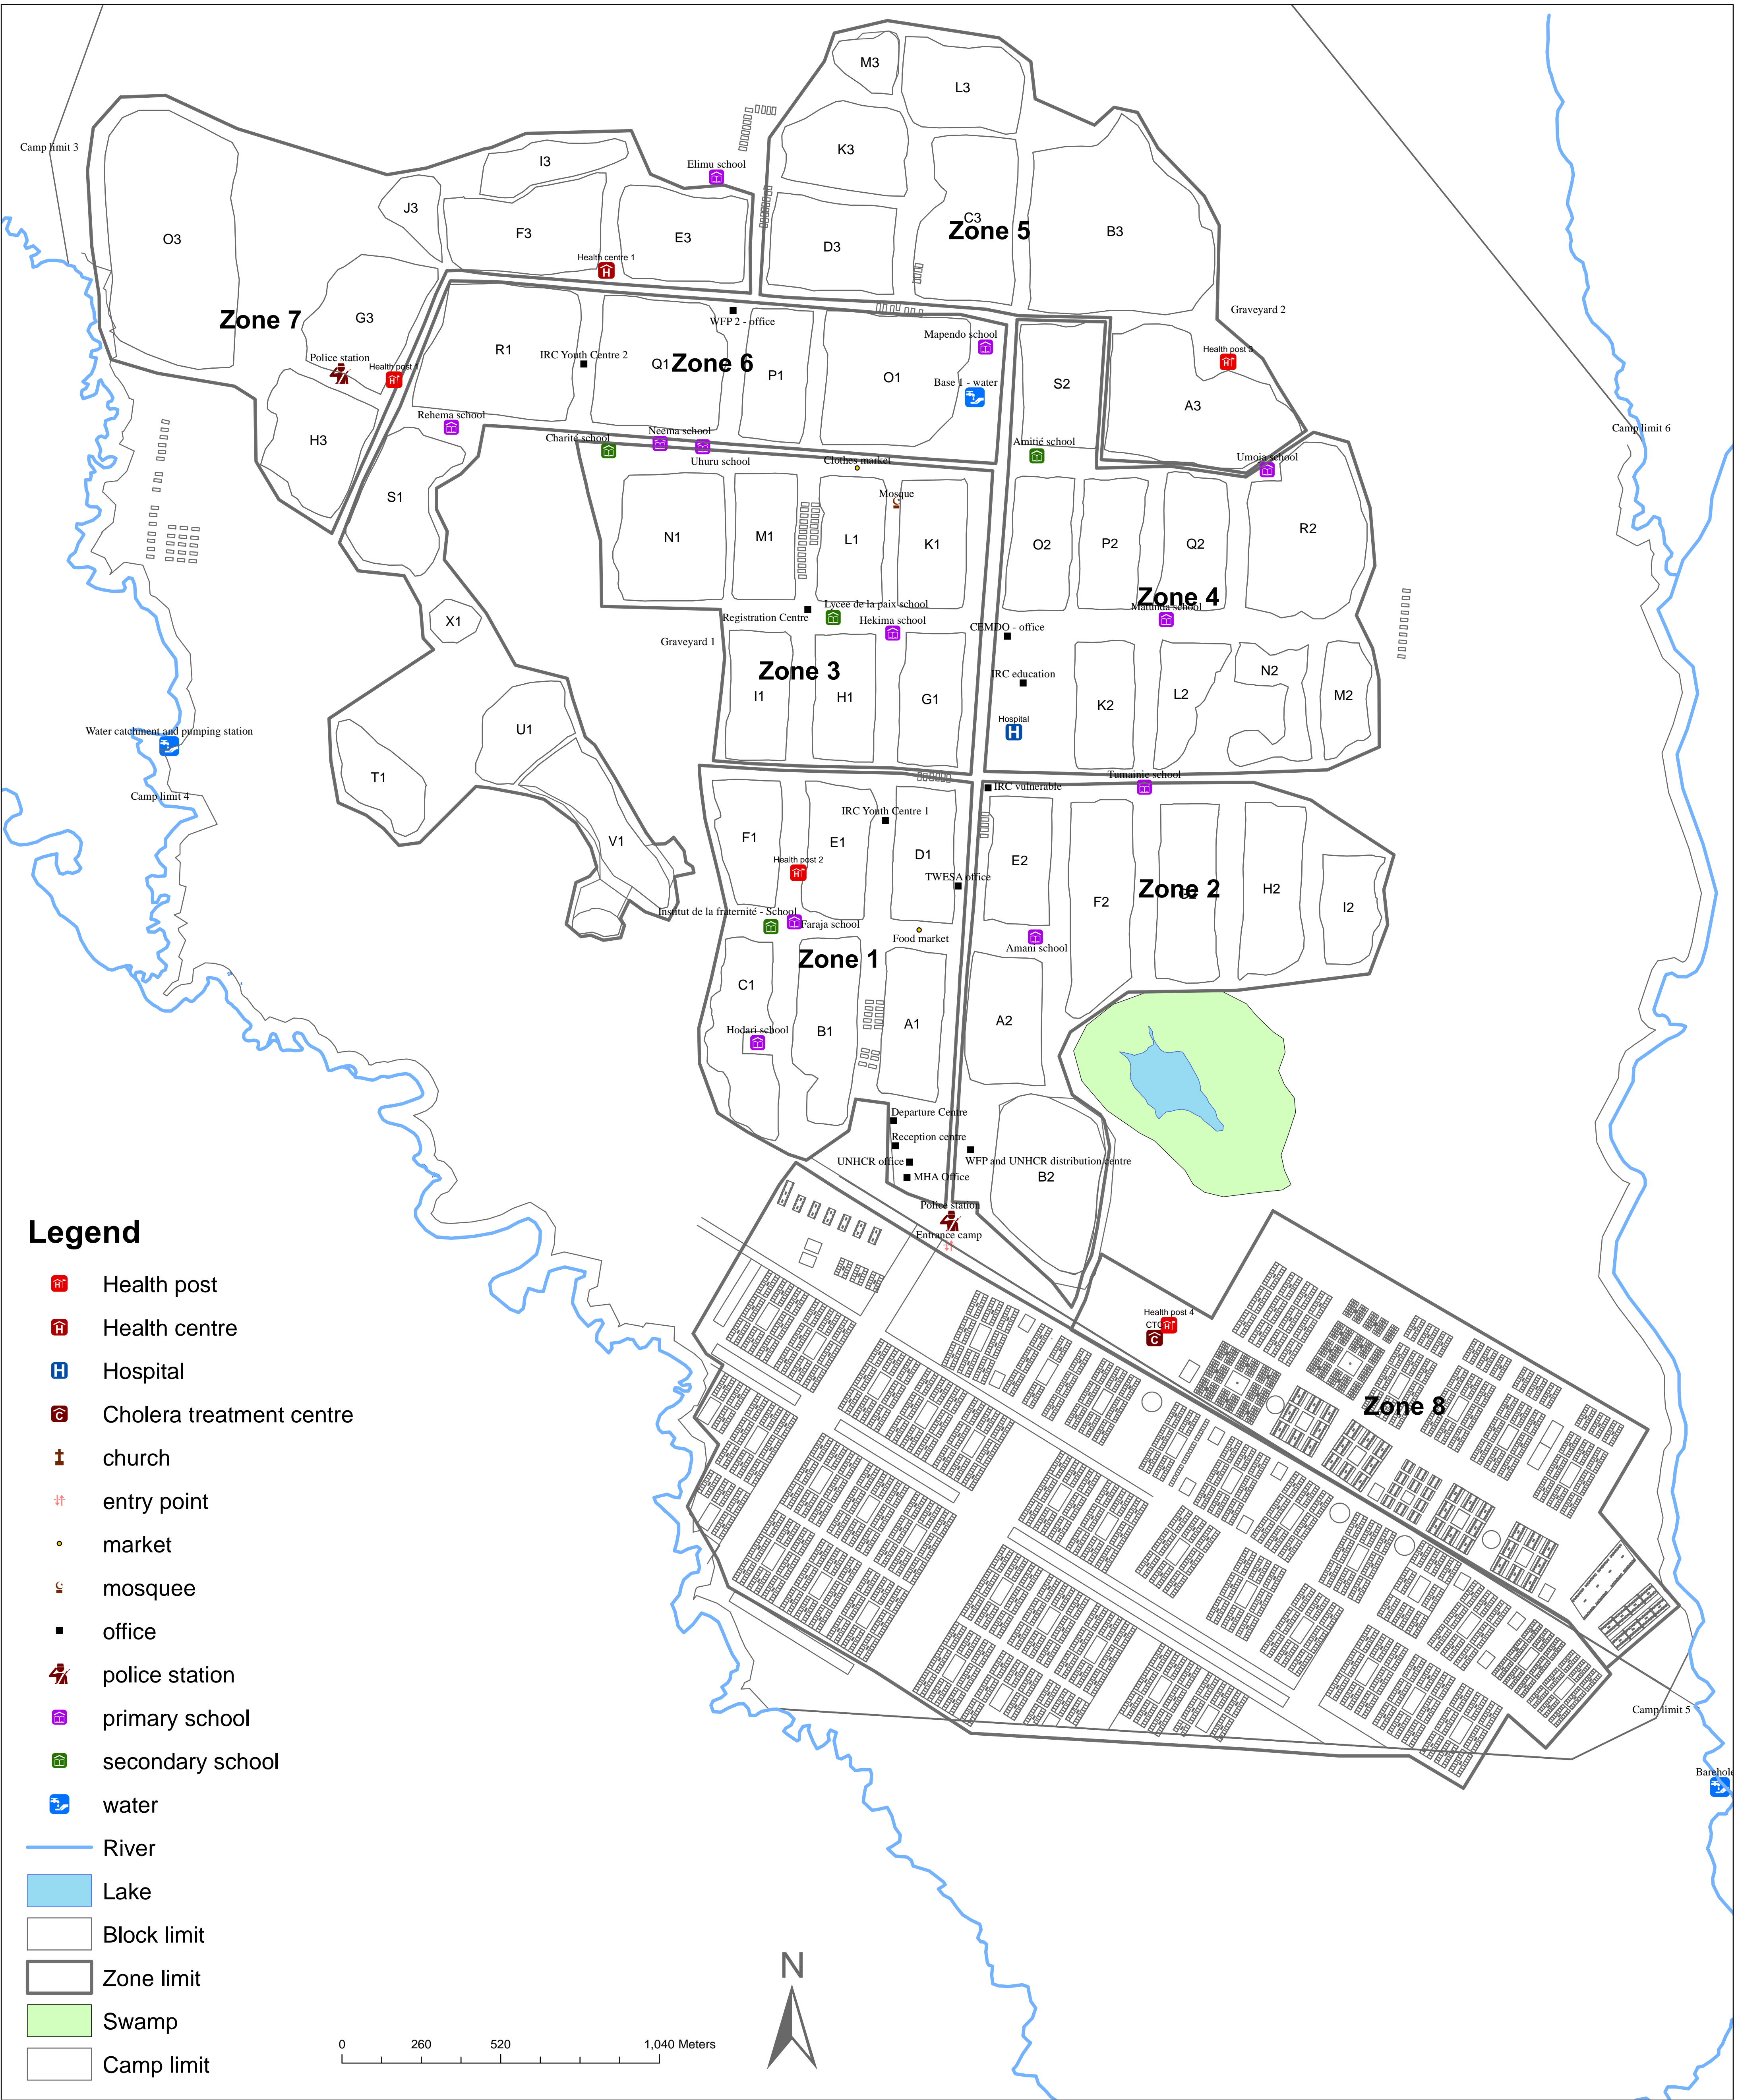 M3
L3
K3
Camp limit 3
I3
Elimu school
J3
C3
Zone 5
B3
O3
F3
E3
D3
Health centre 1
Graveyard 2
Zone 7
G3
WFP 2 - office
Mapendo school
R1
IRC Youth Centre 2
Q1
Zone 6
P1
O1
Base 1 - water
S2
Health post 3
A3
Police station
Health post 1
Rehema school
H3
Charité school
Neema school
Uhuru school
Clothes market
Amitié school
Umoja school
Camp limit 6
S1
Mosque
N1
M1
L1
K1
O2
P2
Q2
R2
Zone 4
Matunda school
X1
Registration Centre
Lycee de la paix school
Hekima school
CEMDO - office
Graveyard 1
Zone 3
I1
H1
G1
IRC education
Hospital
K2
L2
N2
M2
U1
Water catchment and pumping station
T1
Camp limit 4
Tumainie school
IRC vulnerable
V1
F1
E1
IRC Youth Centre 1
D1
Health post 2
TWESA office
E2
F2
Zone 2
H2
I2
Institut de la fraternité - School
Faraja school
Food market
Amani school
Zone 1
C1
B1
A1
A2
Hodari school
Departure Centre
Reception centre
UNHCR office
MHA Office
WFP and UNHCR distribution centre
B2
Police station
Entrance camp
Health post 4
Zone 8
Camp limit 5
Legend
Health post
Health centre
Hospital
Cholera treatment centre
church
entry point
market
mosquee
office
police station
primary school
secondary school
water
River
Lake
Block limit
Zone limit
Swamp
Camp limit
0 260 520 1,040 Meters
N